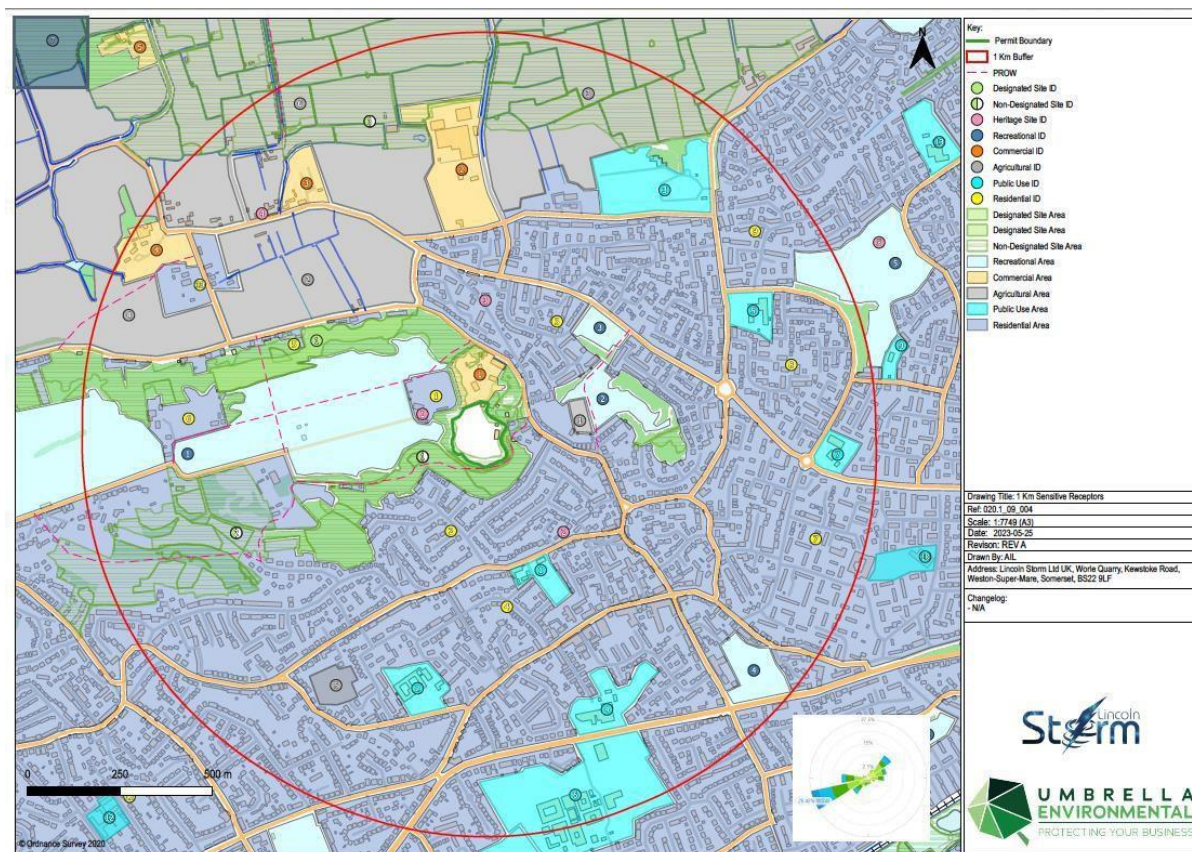 N
Key:
Permit Boundary
1 Km Buffer
PROW
Designated Site ID
Non-Designated Site ID
Heritage Site ID
Recreational ID
Commercial ID
Agricultural ID
Public Use ID
Residential ID
Designated Site Area
Designated Site Area
Non-Designated Site Area
Recreational Area
Commercial Area
Agricultural Area
Public Use Area
Residential Area
Drawing Title: 1 Km Sensitive Receptors
Ref: 020.1_09_004
Scale: 1:7749 (A3)
Date: 2023-05-25
Revison: REV A
Drawn By: AIL
Address: Lincoln Storm Ltd UK, Worle Quarry, Kewstoke Road,
Weston-Super-Mare, Somerset, BS22 9LF
Changelog:
- N/A
Lincoln
Storm
UMBRELLA
ENVIRONMENTAL
PROTECTING YOUR BUSINESS
0 250 500 m
© Ordnance Survey 2020